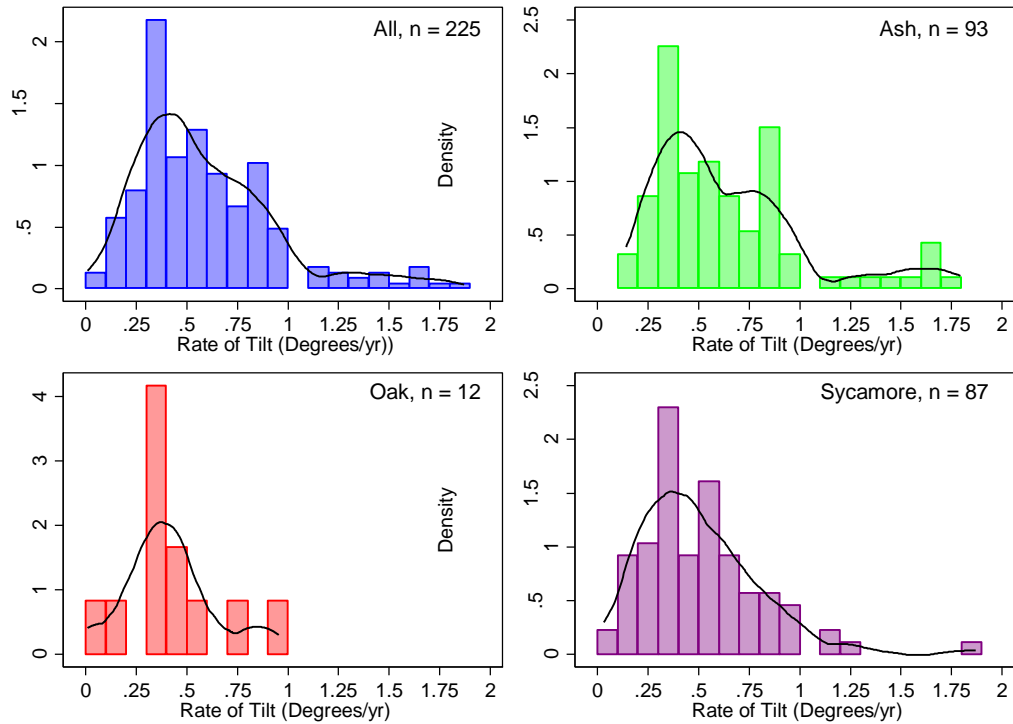 All, n = 225
0 .5 1 1.5 2
Density
0 .25 .5 .75 1 1.25 1.5 1.75 2
Rate of Tilt (Degrees/yr))
Ash, n = 93
0 .5 1 1.5 2 2.5
0 .25 .5 .75 1 1.25 1.5 1.75 2
Rate of Tilt (Degrees/yr)
Oak, n = 12
0 1 2 3 4
Density
0 .25 .5 .75 1 1.25 1.5 1.75 2
Rate of Tilt (Degrees/yr)
Sycamore, n = 87
0 .5 1 1.5 2 2.5
0 .25 .5 .75 1 1.25 1.5 1.75 2
Rate of Tilt (Degrees/yr)